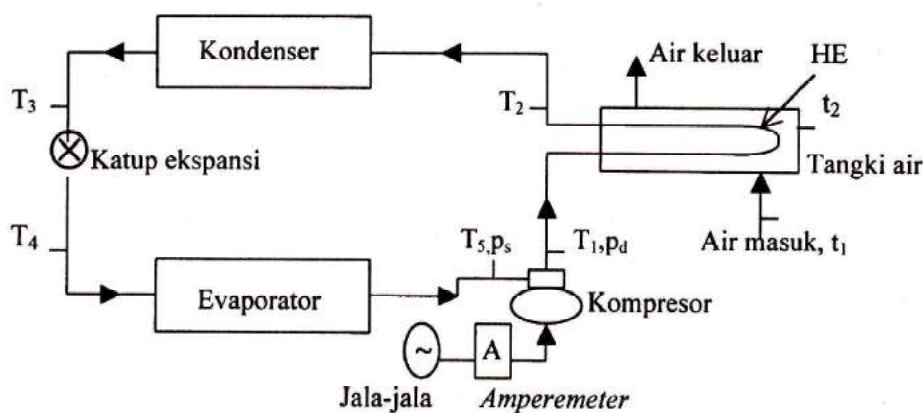 Kondenser
Air keluar
HE
T3
T2
t2
Katup ekspansi
Tangki air
T4
T5,ps
T1,pd
Air masuk, t1
Evaporator
Kompresor
~
A
Jala-jala
Amperemeter